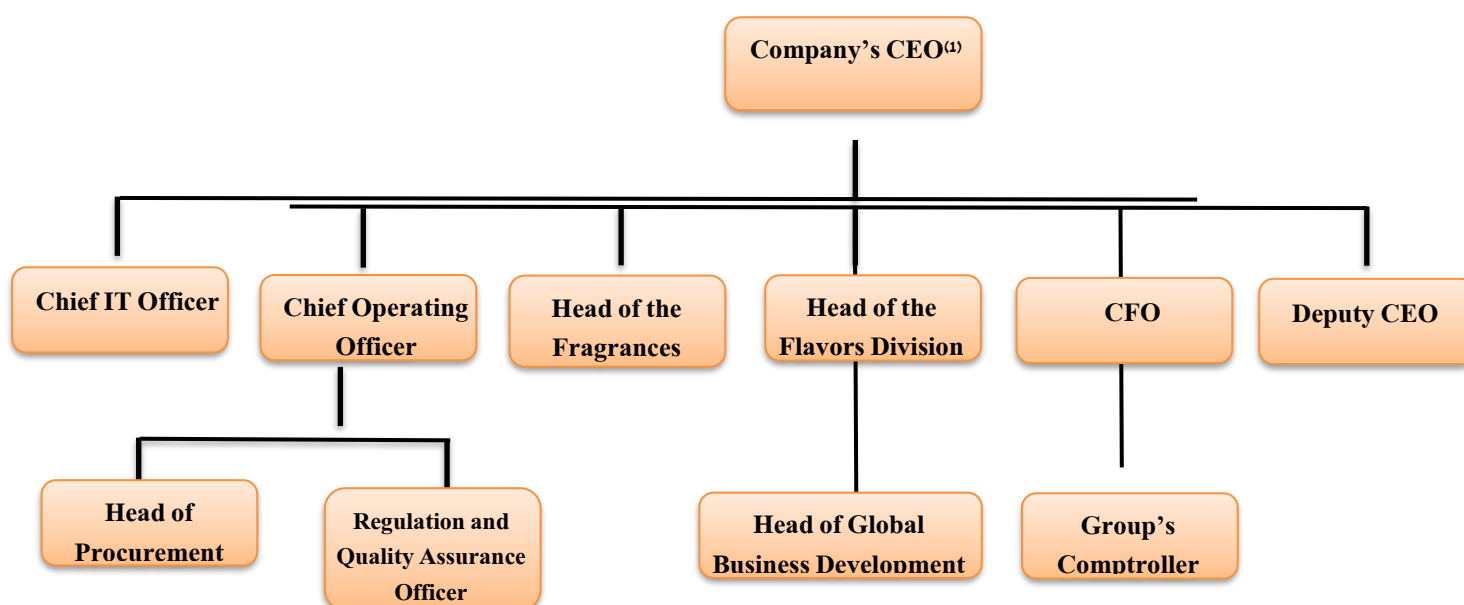 Company’s CEO⁽¹⁾
Chief IT Officer
Chief Operating
Officer
Head of the
Fragrances
Head of the
Flavors Division
CFO
Deputy CEO
Head of
Procurement
Regulation and
Quality Assurance
Officer
Head of Global
Business Development
Group’s
Comptroller